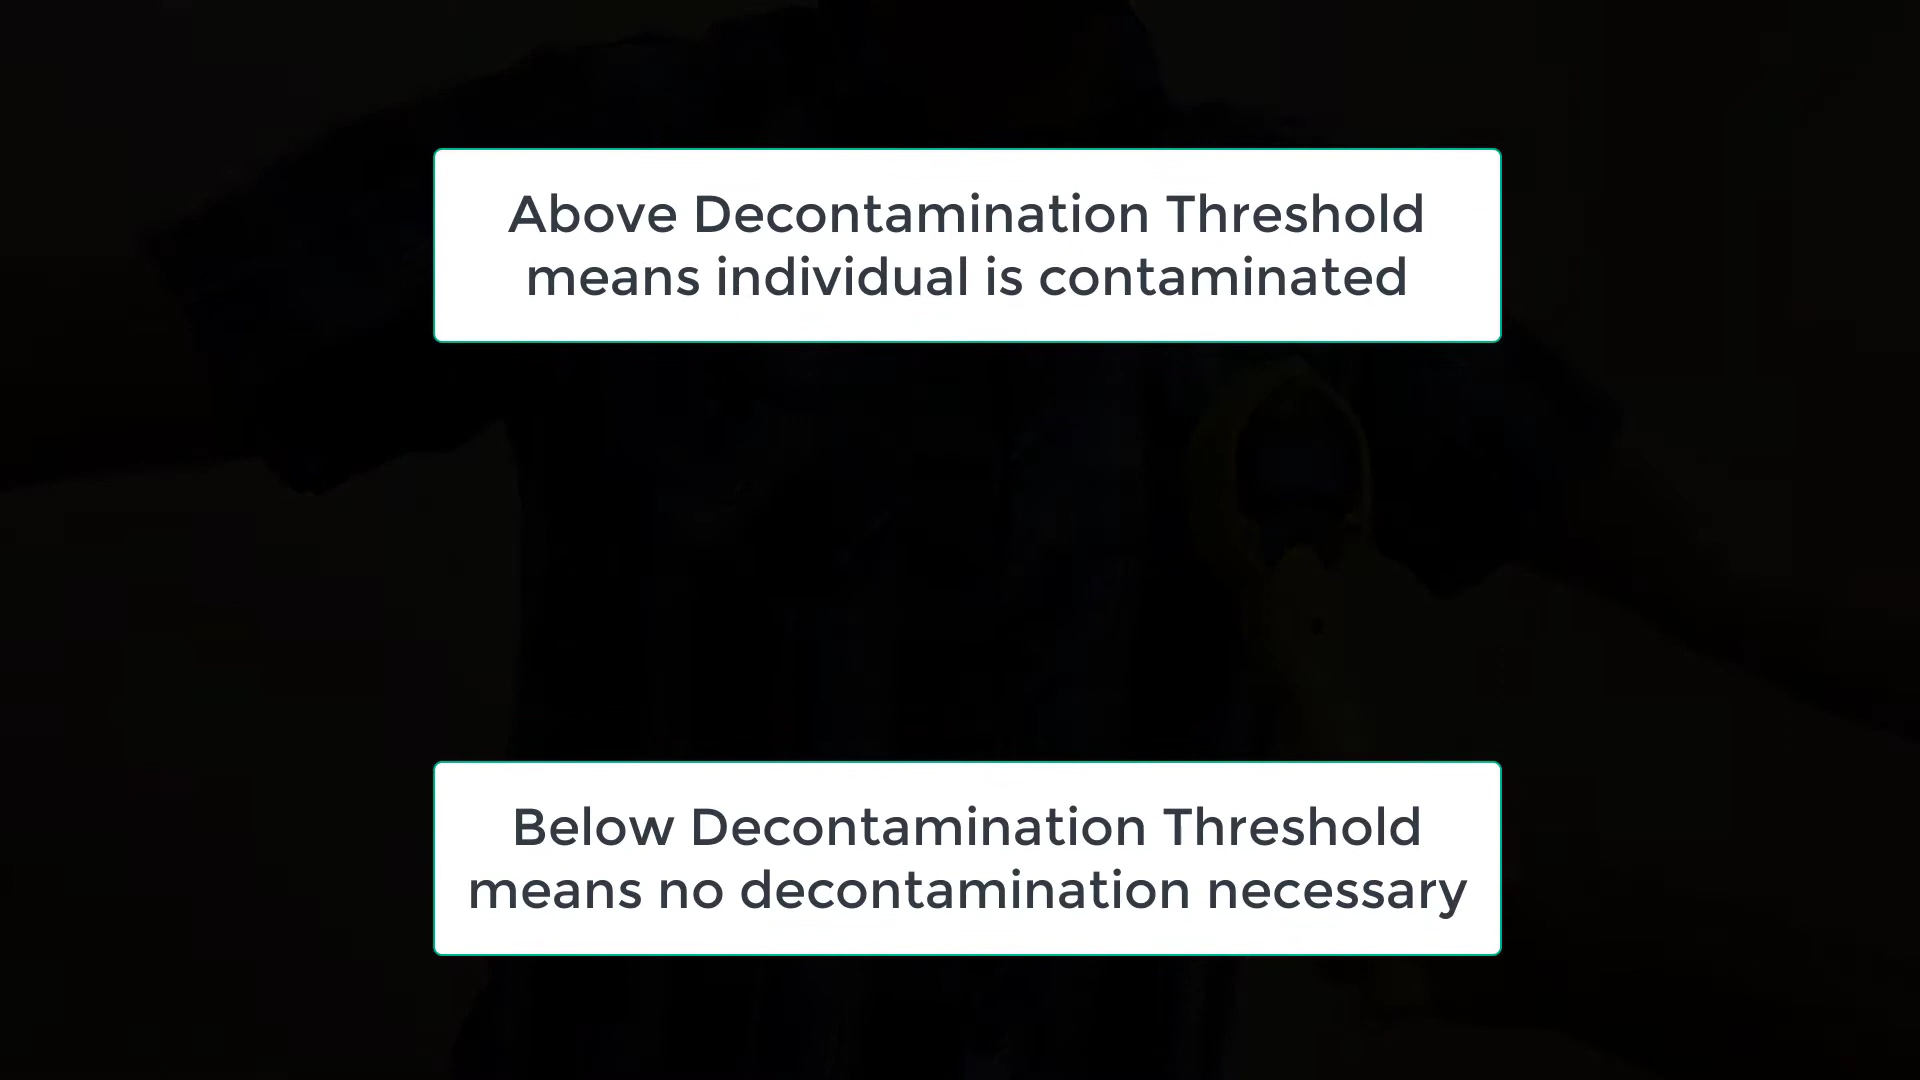 Above Decontamination Threshold
means individual is contaminated
Below Decontamination Threshold
means no decontamination necessary